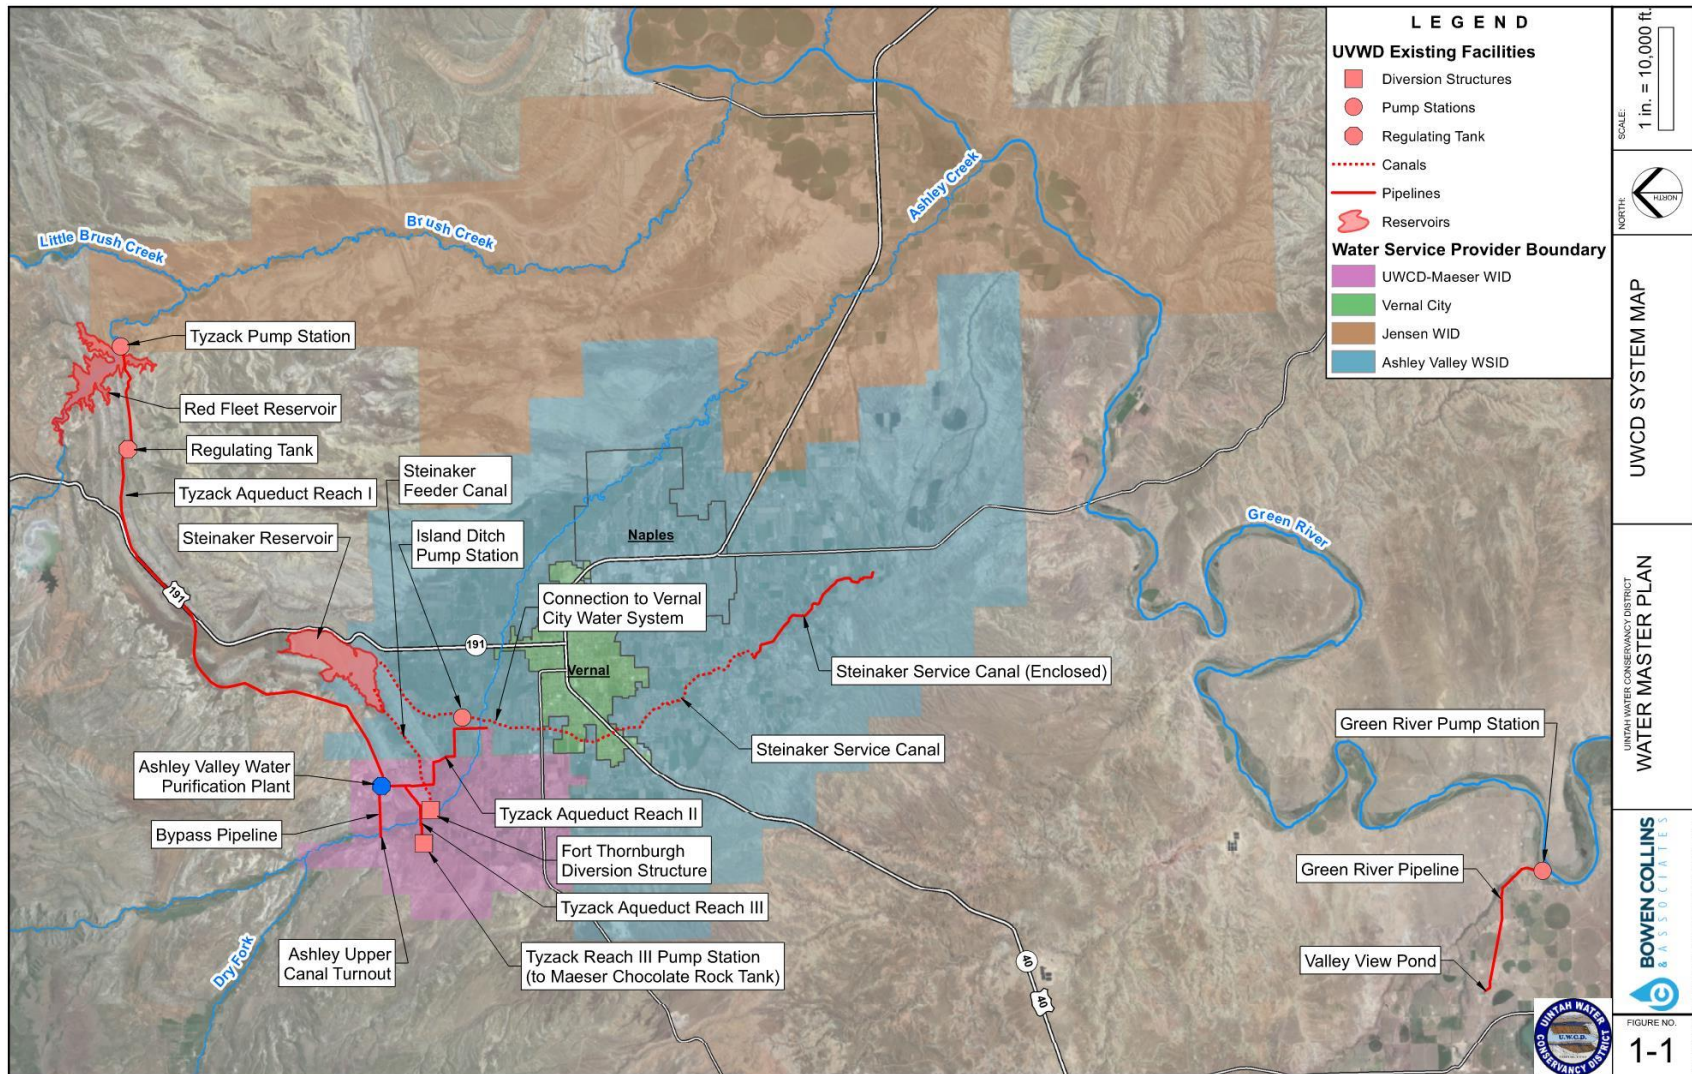 LEGEND
UVWD Existing Facilities
Diversion Structures
Pump Stations
Regulating Tank
Canals
Pipelines
Reservoirs
Water Service Provider Boundary
UWCD-Maeser WID
Vernal City
Jensen WID
Ashley Valley WSID
SCALE:
1 in. = 10,000 ft.
NORTH:
NORTH
UWCD SYSTEM MAP
UINTAH WATER CONSERVANCY DISTRICT
WATER MASTER PLAN
BOWEN COLLINS
& ASSOCIATES
FIGURE NO.
1-1
UINTAH WATER
U.W.C.D.
CONSERVANCY DISTRICT
Little Brush Creek
Brush Creek
Ashley Creek
Green River
Dry Fork
Tyzack Pump Station
Red Fleet Reservoir
Regulating Tank
Tyzack Aqueduct Reach I
Steinaker Reservoir
Steinaker
Feeder Canal
Island Ditch
Pump Station
Connection to Vernal
City Water System
Naples
Vernal
191
191
40
40
Steinaker Service Canal (Enclosed)
Steinaker Service Canal
Green River Pump Station
Green River Pipeline
Valley View Pond
Ashley Valley Water
Purification Plant
Bypass Pipeline
Tyzack Aqueduct Reach II
Fort Thornburgh
Diversion Structure
Tyzack Aqueduct Reach III
Ashley Upper
Canal Turnout
Tyzack Reach III Pump Station
(to Maeser Chocolate Rock Tank)